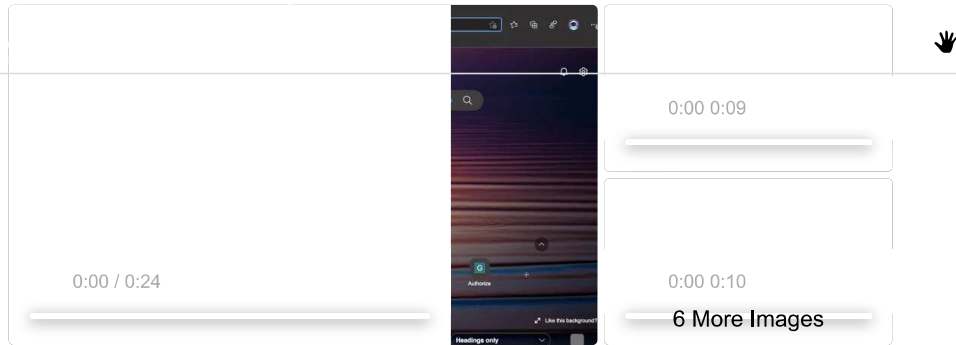 0:00 0:09
0:00 / 0:24
0:00 0:10
G
Authorize
6 More Images
Like this background?
Headings only